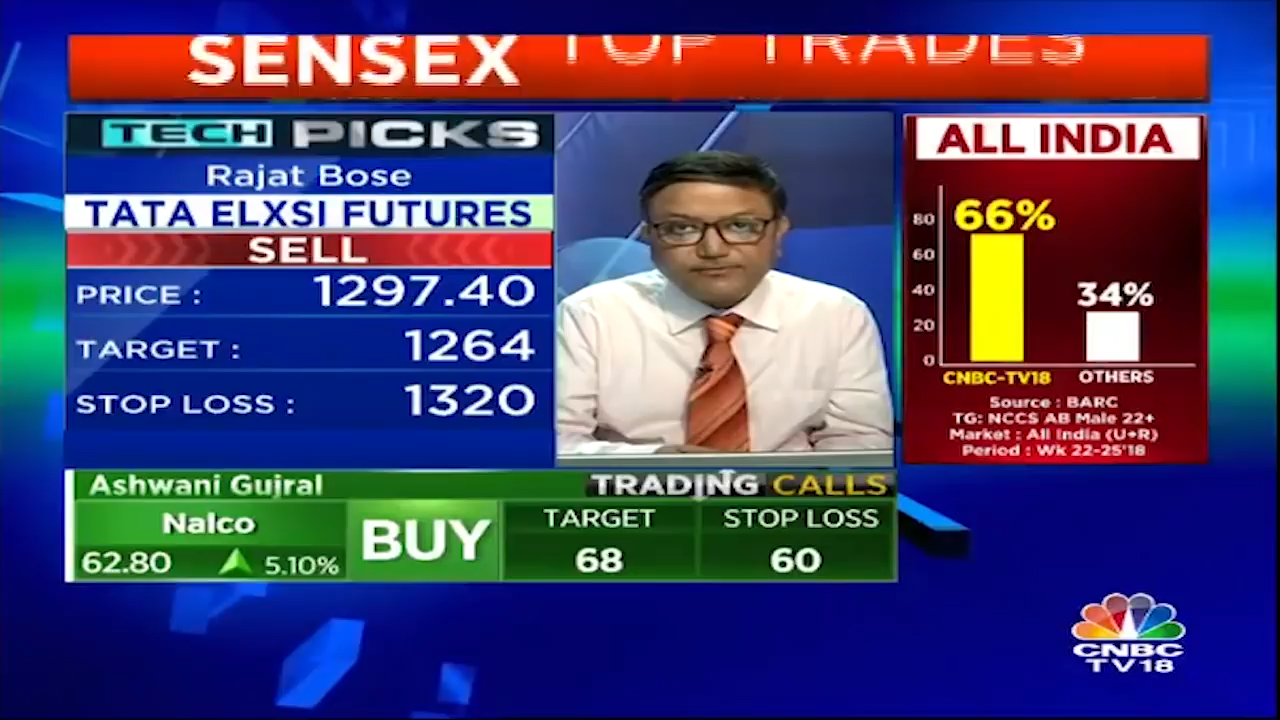 SENSEX TOP TRADES
TECH PICKS
Rajat Bose
TATA ELXSI FUTURES
SELL
PRICE : 1297.40
TARGET : 1264
STOP LOSS : 1320
ALL INDIA
80
60
40
20
0
66%
34%
CNBC-TV18 OTHERS
Source : BARC
TG: NCCS AB Male 22+
Market : All India (U+R)
Period : Wk 22-25'18
Ashwani Gujral
TRADING CALLS
Nalco
62.80 5.10%
BUY
TARGET
68
STOP LOSS
60
CNBC
TV18